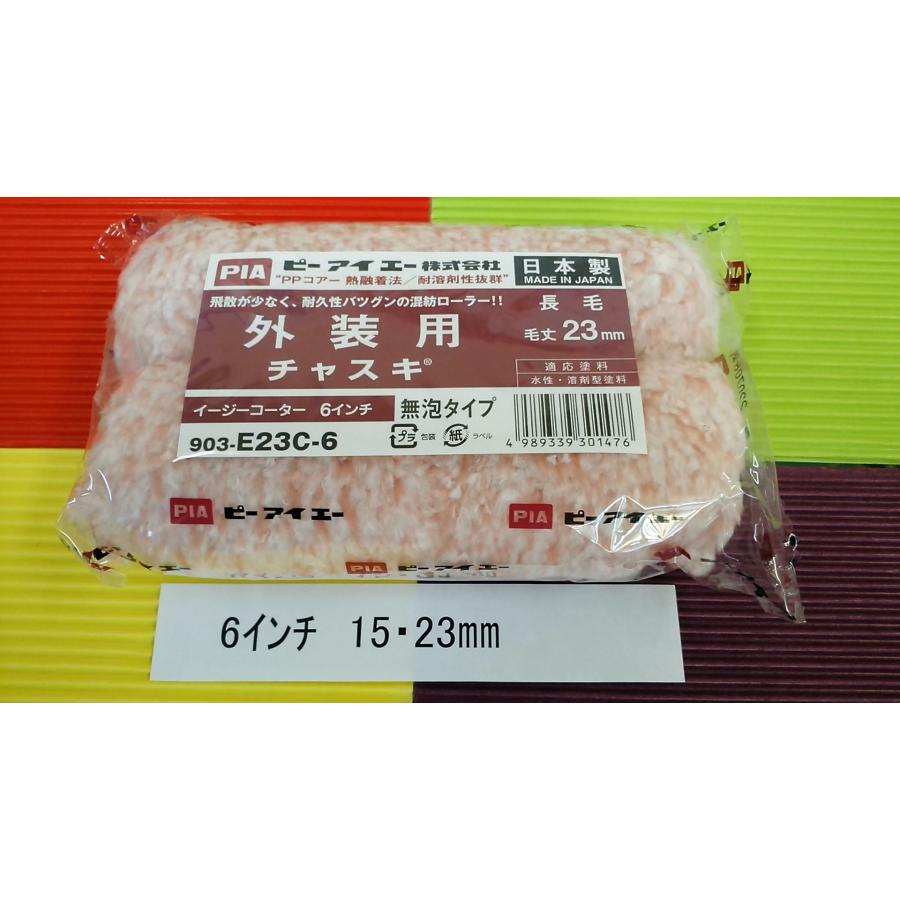 PIA ピーアイエー株式会社
"PPコアー 熱融着法／耐溶剤性抜群"
日本製
MADE IN JAPAN
飛散が少なく、耐久性バツグンの混紡ローラー!!
外装用
チャスキ®
長毛
毛丈 23mm
適応塗料
水性・溶剤型塗料
イージーコーター 6インチ
無泡タイプ
903-E23C-6
プラ 包装 紙 ラベル
4 989339 301476
PIA ピーアイエー
PIA ピーアイエー
PIA
6インチ 15・23mm